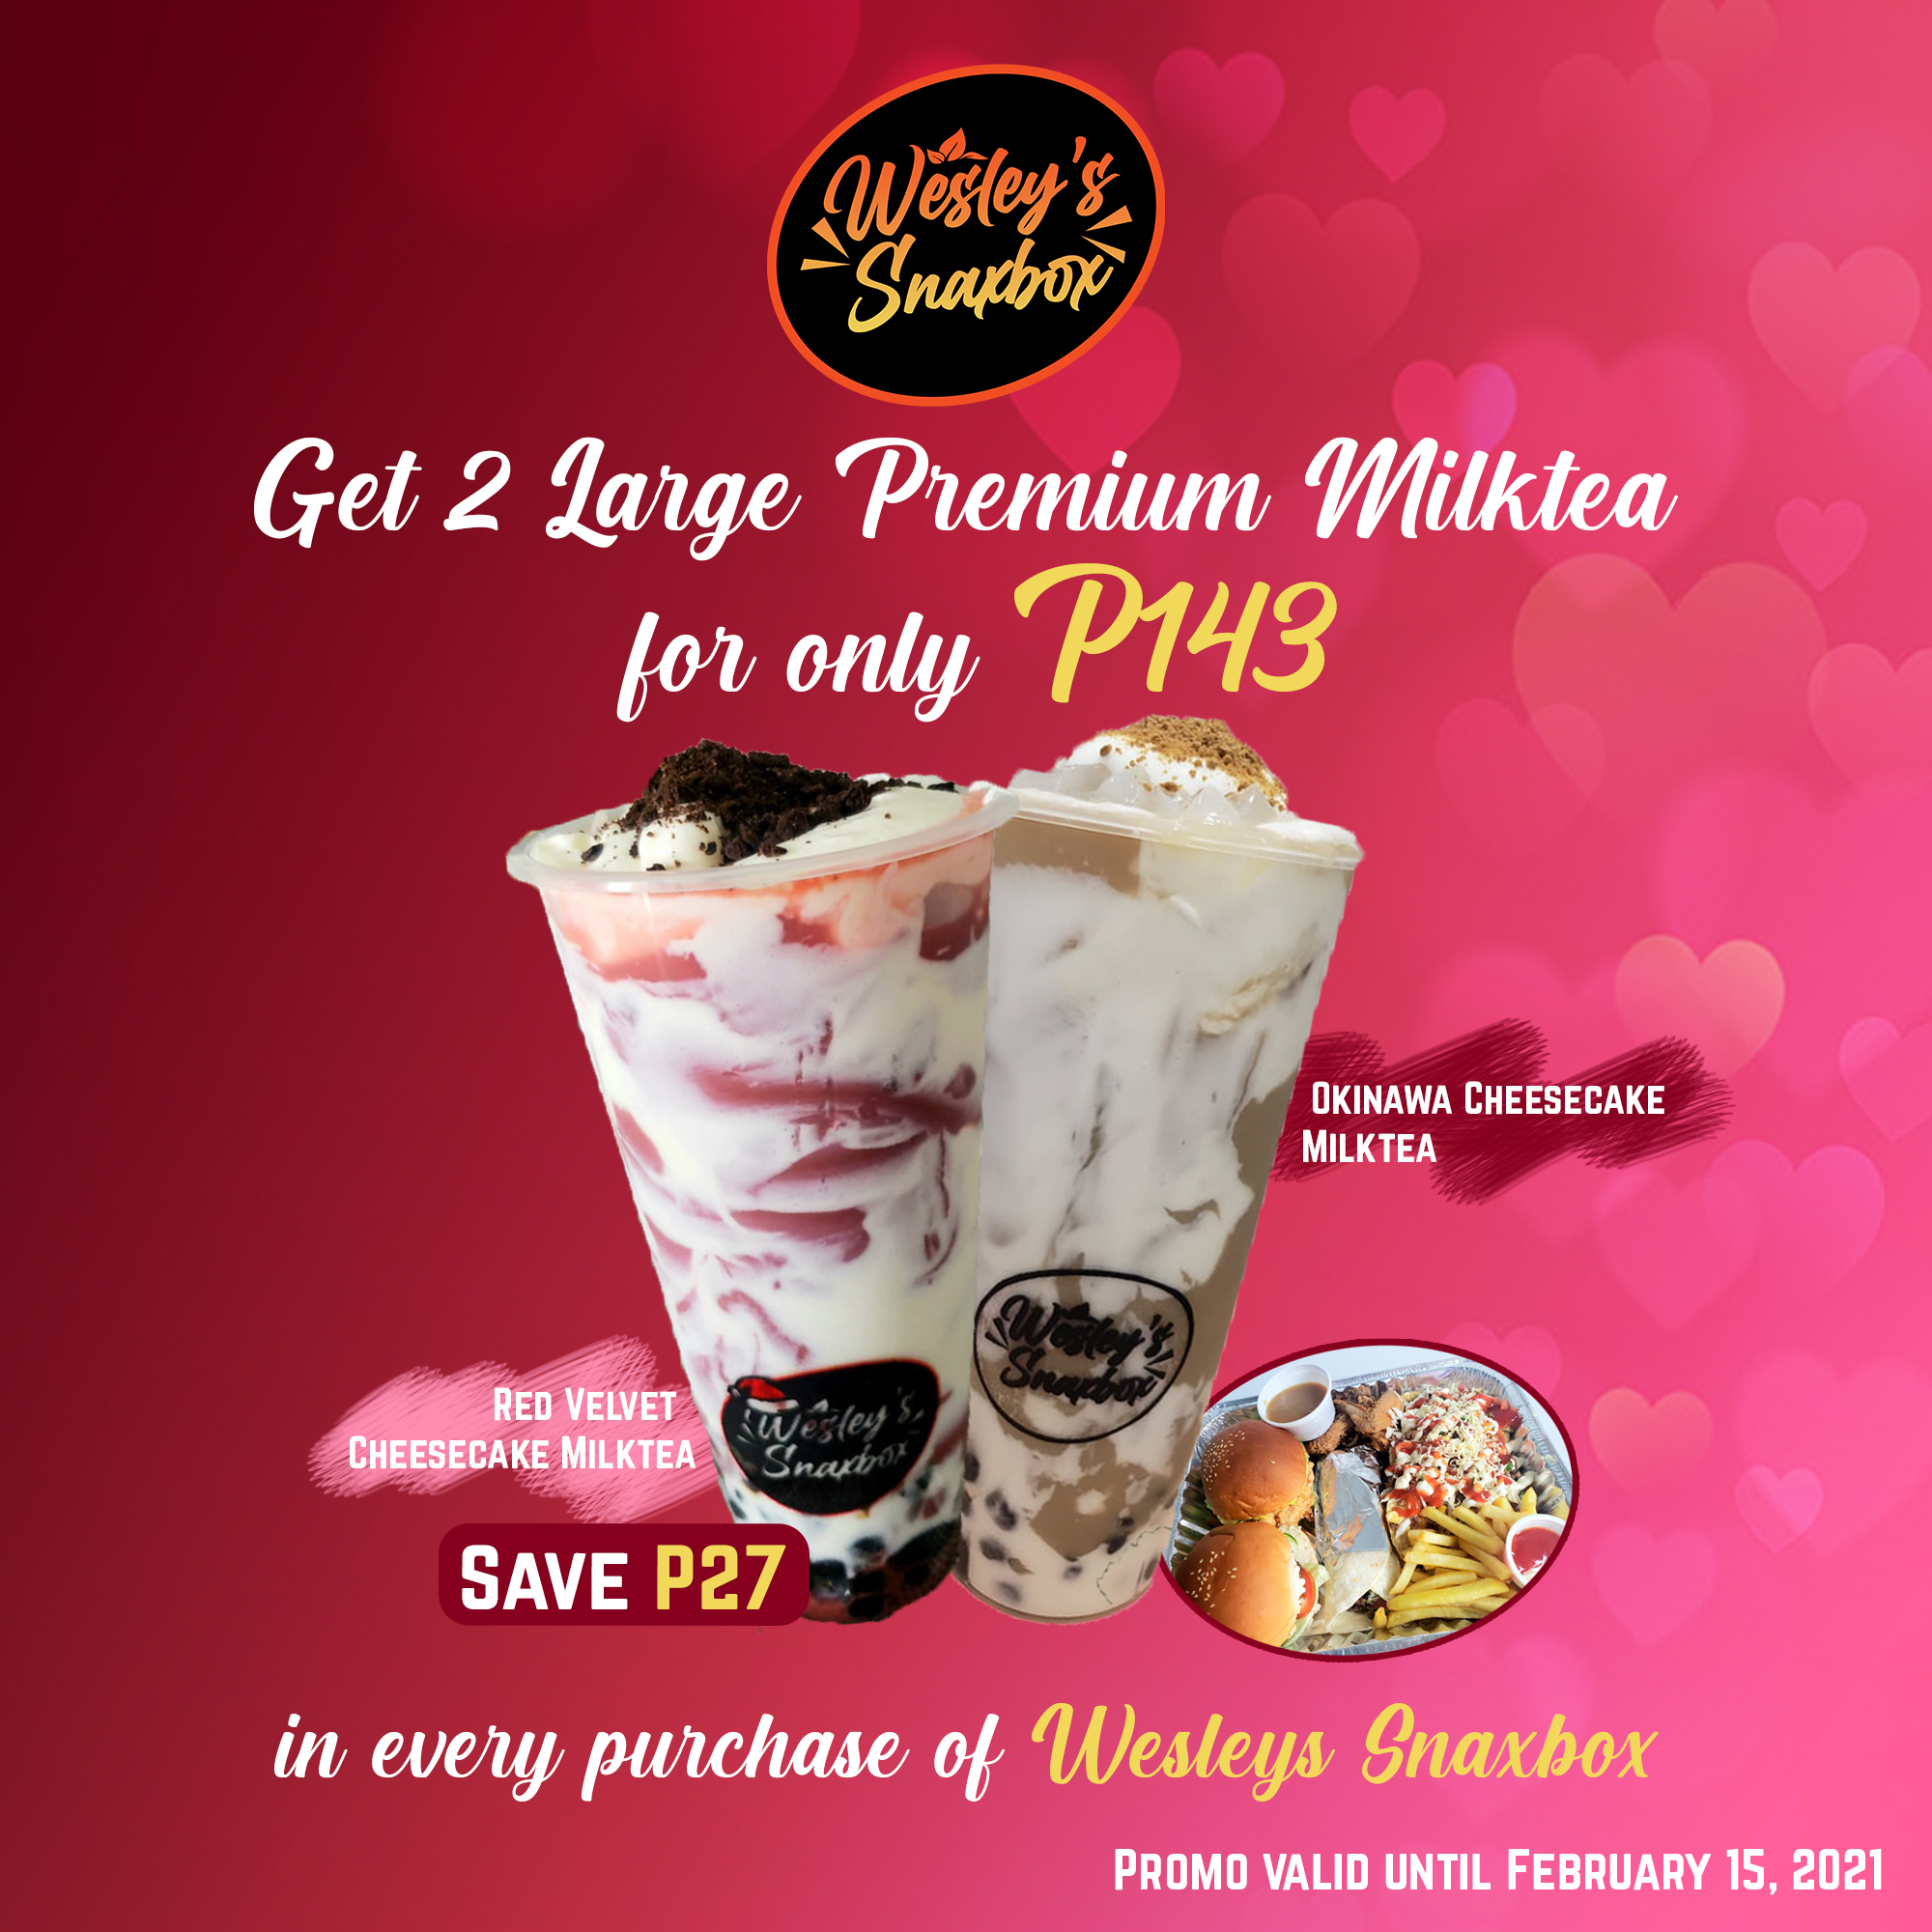 Wesley's
Snaxbox
Get 2 Large Premium Milktea
for only P143
Okinawa Cheesecake
Milktea
Wesley's
Snaxbox
Red Velvet
Cheesecake Milktea
Wesley's
Snaxbox
Save P27
in every purchase of Wesleys Snaxbox
Promo valid until February 15, 2021